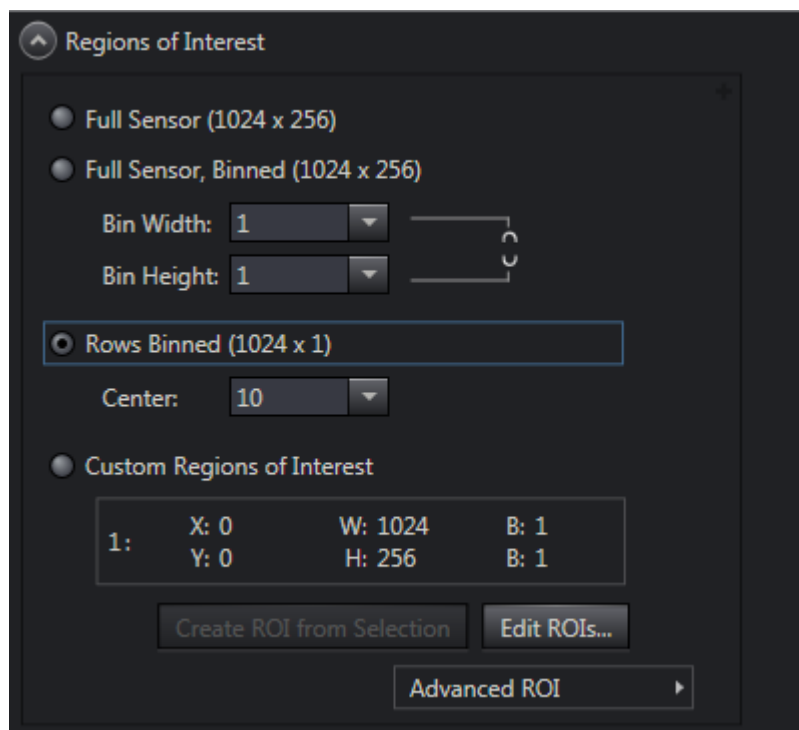 Regions of Interest
Full Sensor (1024 x 256)
Full Sensor, Binned (1024 x 256)
Bin Width: 1
Bin Height: 1
Rows Binned (1024 x 1)
Center: 10
Custom Regions of Interest
1: X: 0 W: 1024 B: 1
Y: 0 H: 256 B: 1
Create ROI from Selection Edit ROIs...
Advanced ROI